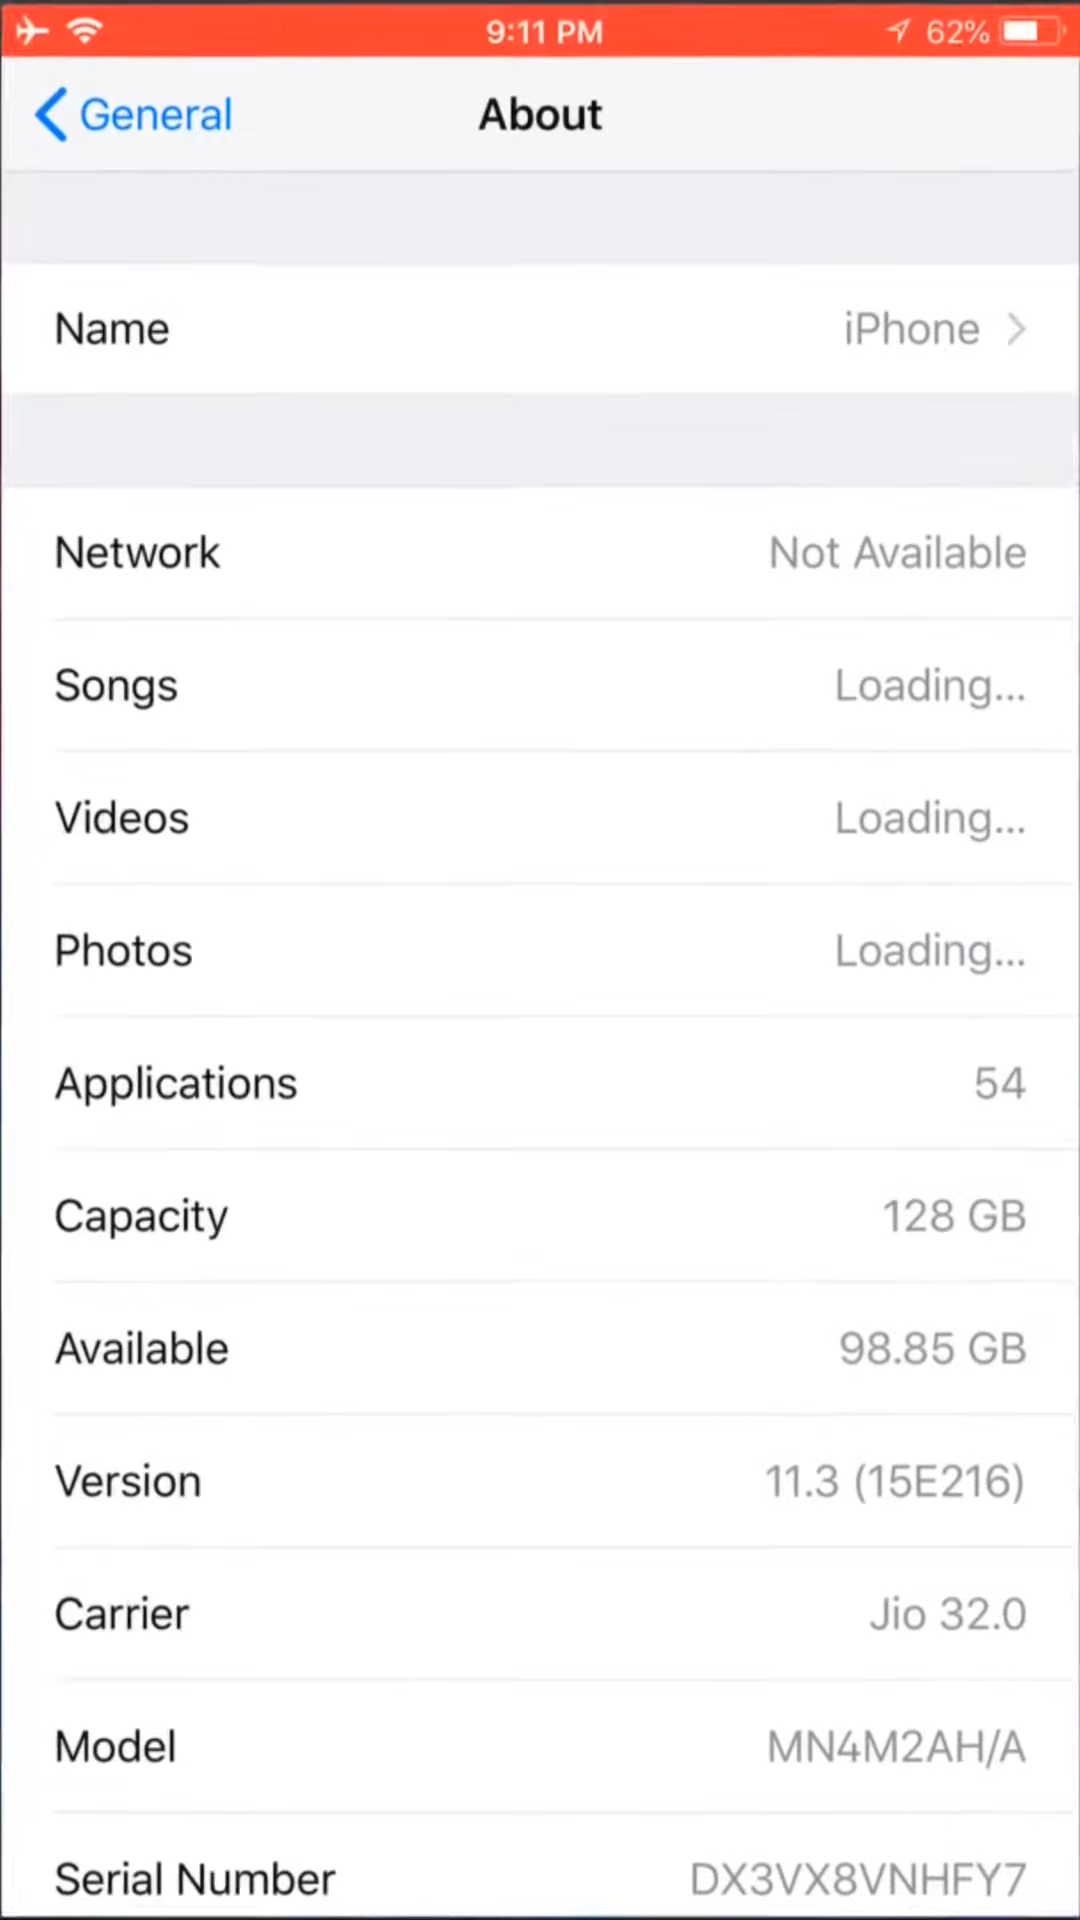 9:11 PM 62%
General About
Name iPhone
Network Not Available
Songs Loading...
Videos Loading...
Photos Loading...
Applications 54
Capacity 128 GB
Available 98.85 GB
Version 11.3 (15E216)
Carrier Jio 32.0
Model MN4M2AH/A
Serial Number DX3VX8VNHFY7